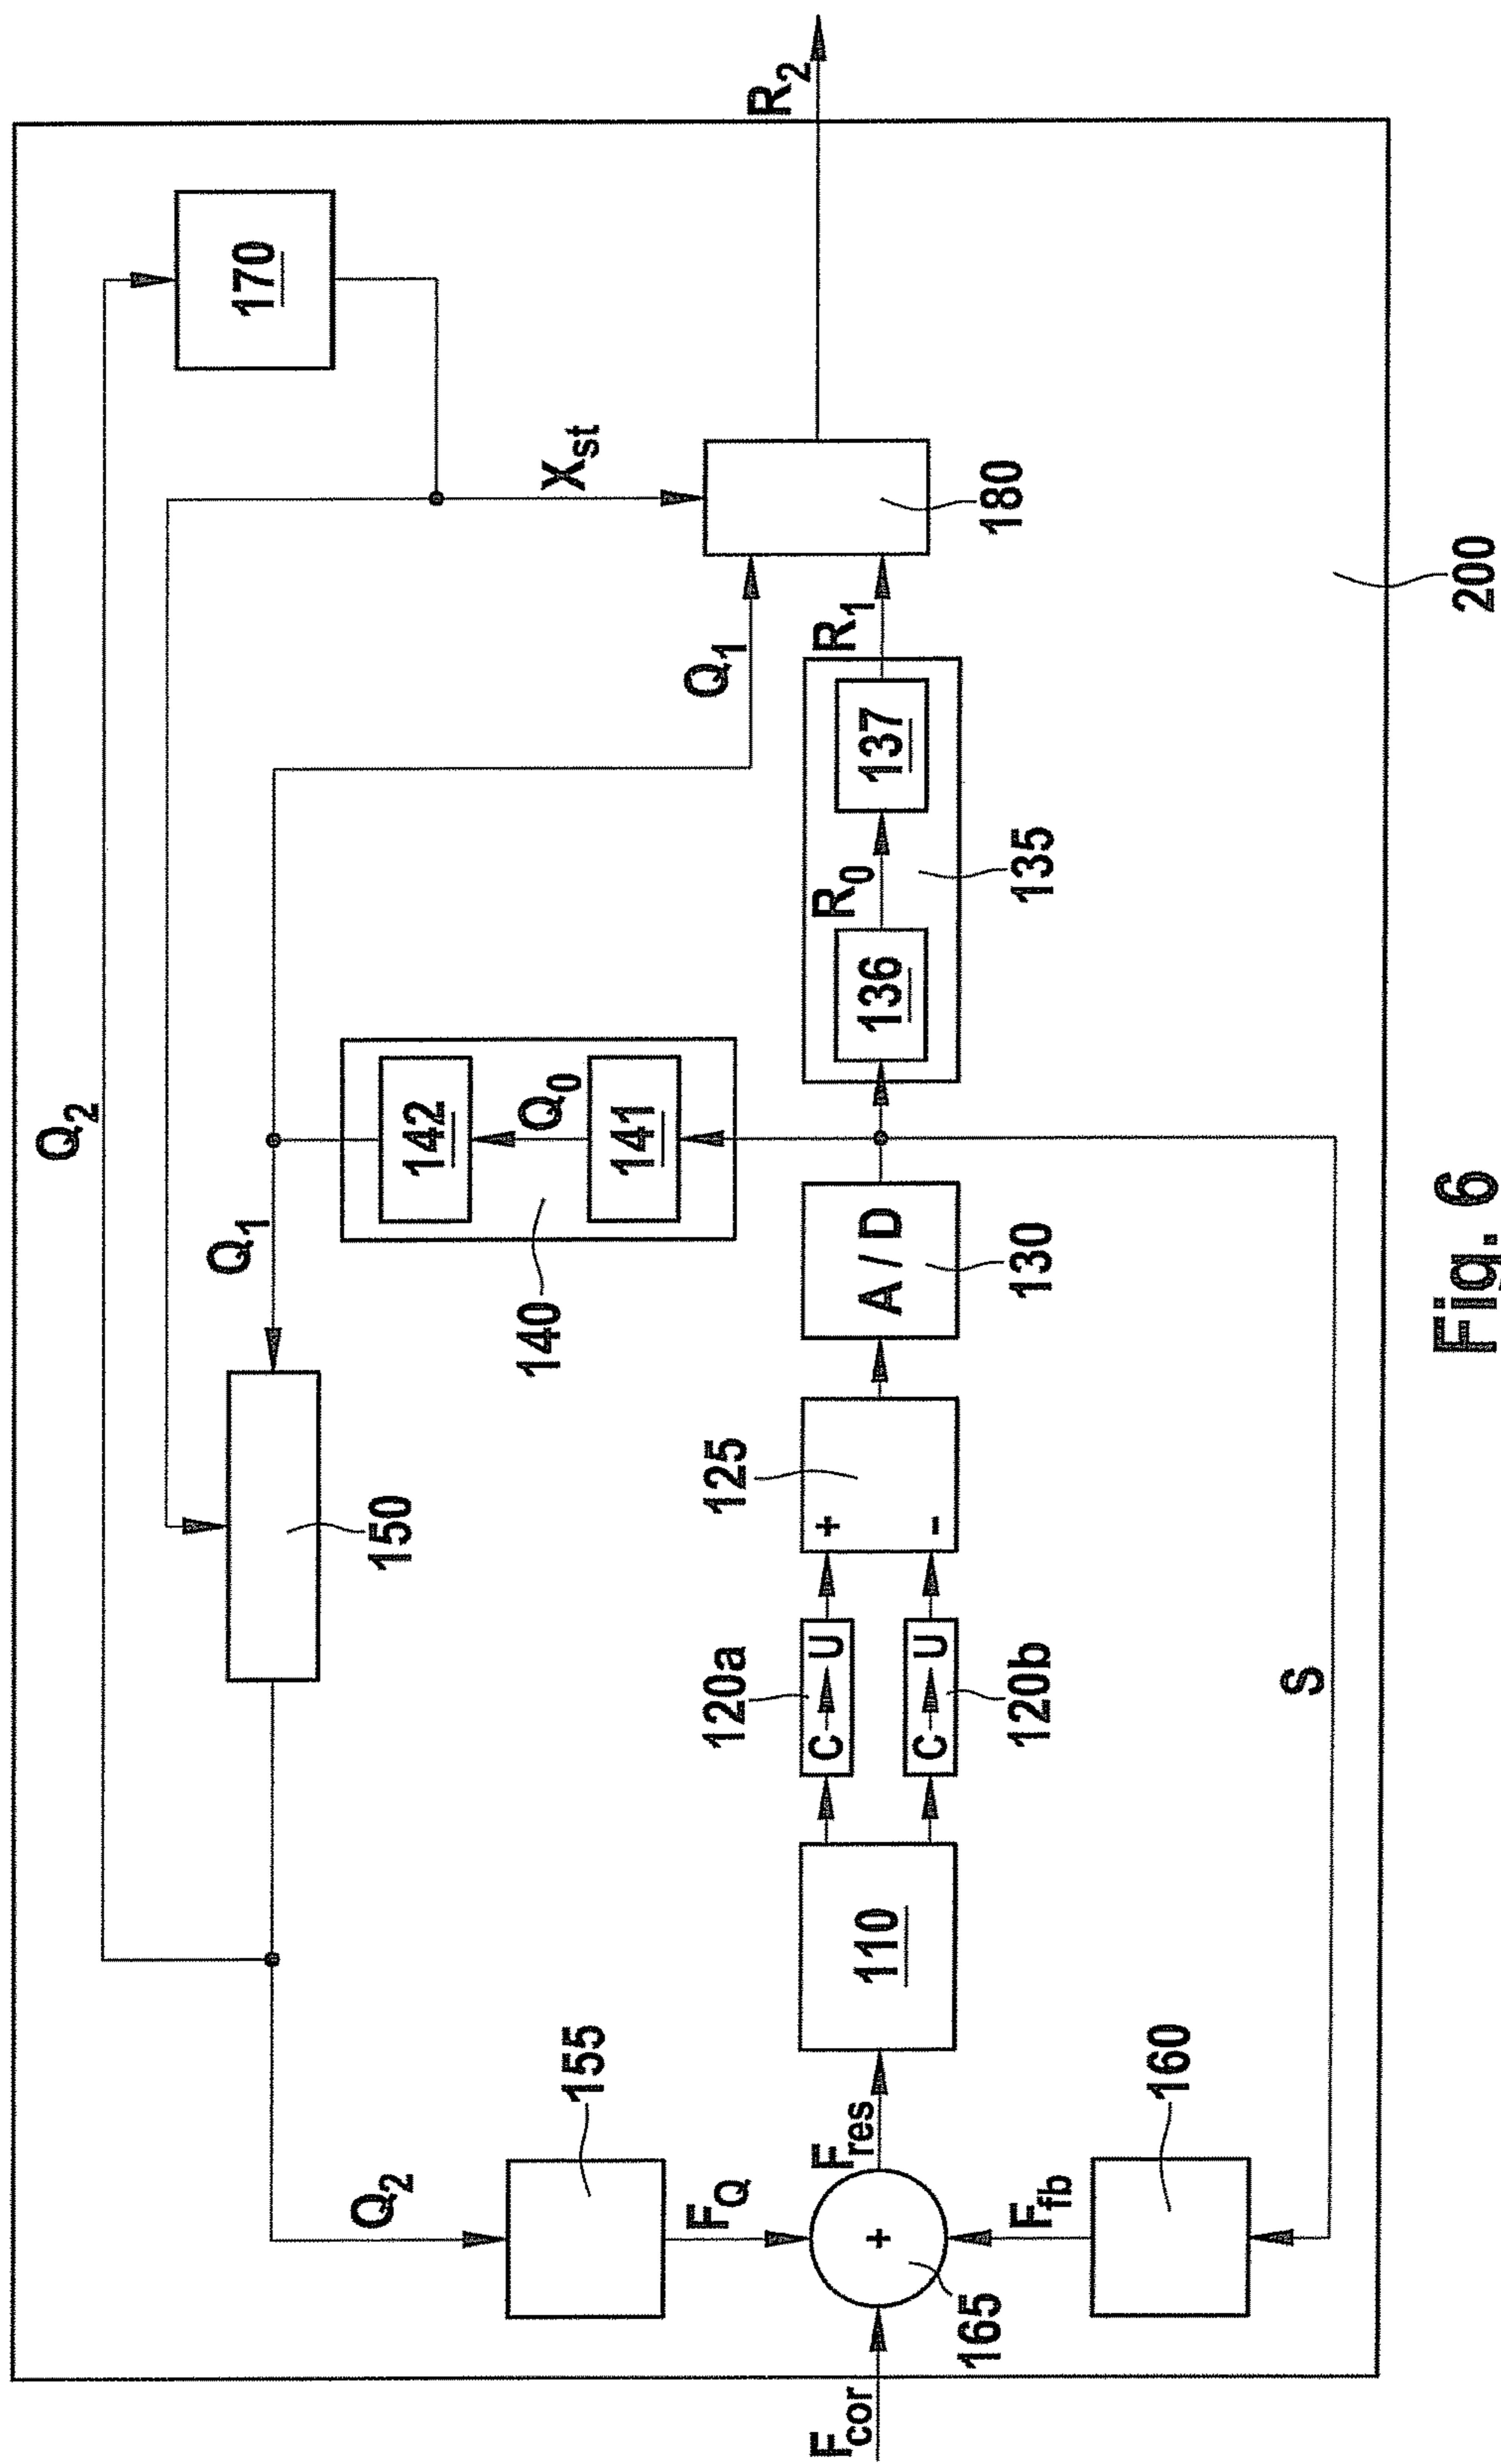 Q2
170
R2
Xst
Q1
150
Q1
142
Q0
141
140
180
Q2
155
FQ
120a
C U
125
+
-
A / D
130
136
R0
137
R1
135
Fcor
+
165
Fres
110
C U
120b
Ffb
160
S
200
Fig. 6